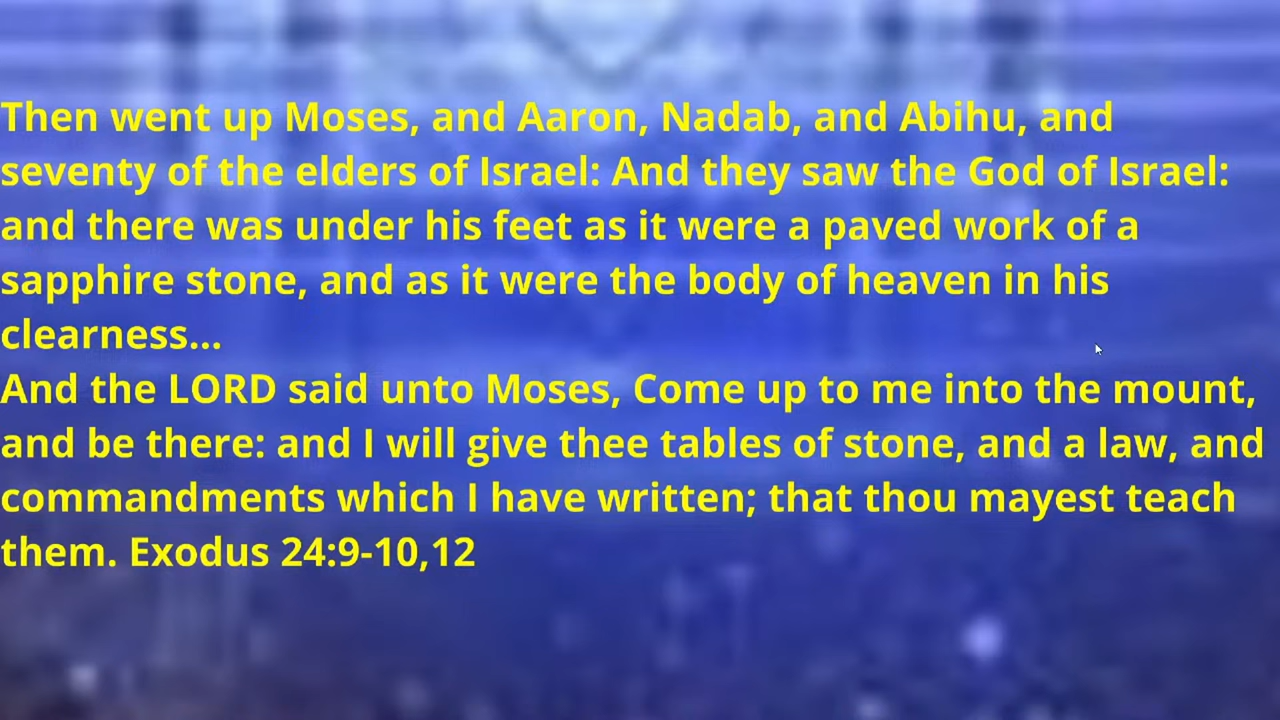 Then went up Moses, and Aaron, Nadab, and Abihu, and
seventy of the elders of Israel: And they saw the God of Israel:
and there was under his feet as it were a paved work of a
sapphire stone, and as it were the body of heaven in his
clearness...
And the LORD said unto Moses, Come up to me into the mount,
and be there: and I will give thee tables of stone, and a law, and
commandments which I have written; that thou mayest teach
them. Exodus 24:9-10,12